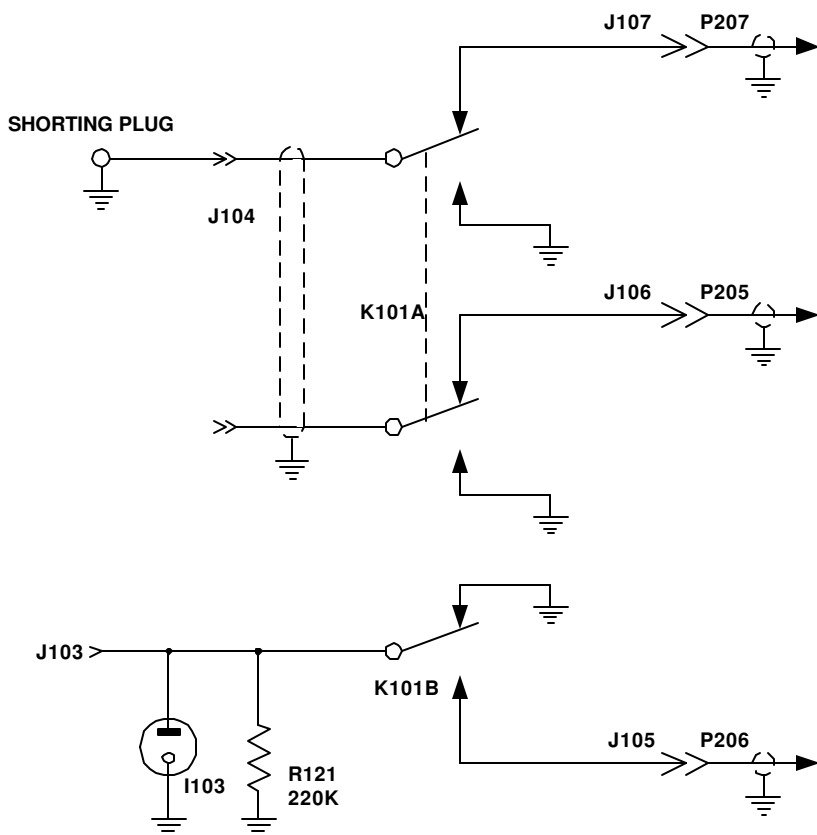 J107 P207
SHORTING PLUG
J104
J106 P205
K101A
J103
K101B
J105 P206
I103
R121
220K